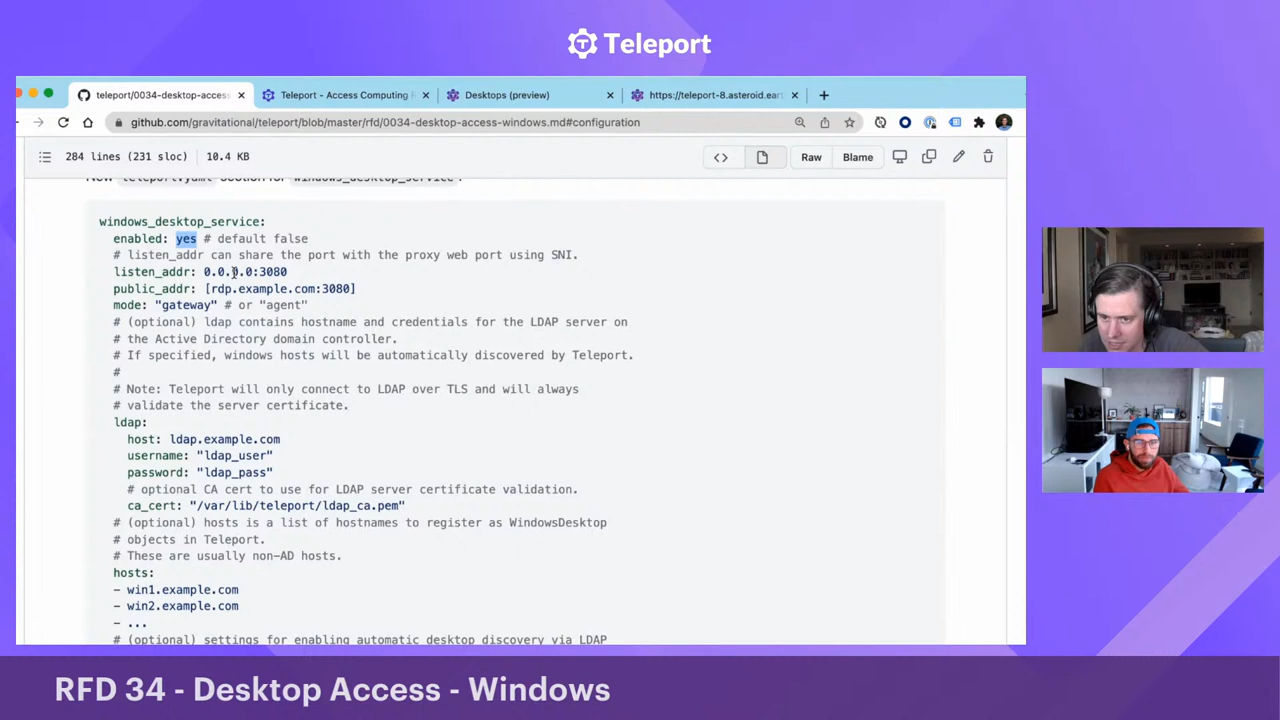 Teleport
teleport/0034-desktop-access
Teleport - Access Computing R
Desktops (preview)
https://teleport-8.asteroid.eart
github.com/gravitational/teleport/blob/master/rfd/0034-desktop-access-windows.md#configuration
284 lines (231 sloc) 10.4 KB
Raw Blame
New teleport.yaml section for windows_desktop_service:
windows_desktop_service:
enabled: yes # default false
# listen_addr can share the port with the proxy web port using SNI.
listen_addr: 0.0.0.0:3080
public_addr: [rdp.example.com:3080]
mode: "gateway" # or "agent"
# (optional) ldap contains hostname and credentials for the LDAP server on
# the Active Directory domain controller.
# If specified, windows hosts will be automatically discovered by Teleport.
#
# Note: Teleport will only connect to LDAP over TLS and will always
# validate the server certificate.
ldap:
host: ldap.example.com
username: "ldap_user"
password: "ldap_pass"
# optional CA cert to use for LDAP server certificate validation.
ca_cert: "/var/lib/teleport/ldap_ca.pem"
# (optional) hosts is a list of hostnames to register as WindowsDesktop
# objects in Teleport.
# These are usually non-AD hosts.
hosts:
- win1.example.com
- win2.example.com
- ...
# (optional) settings for enabling automatic desktop discovery via LDAP
RFD 34 - Desktop Access - Windows